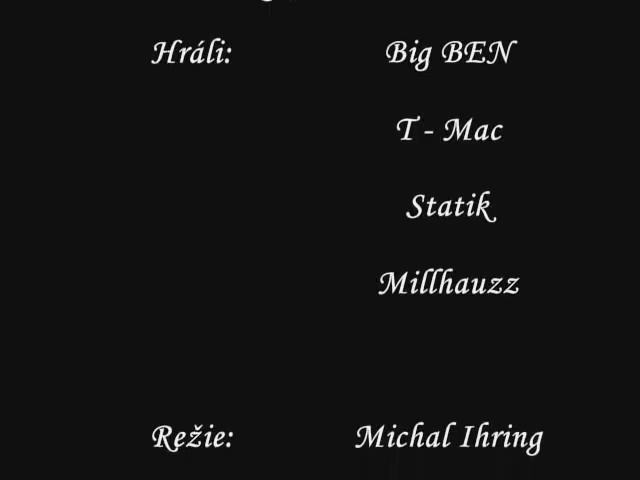 Hráli: Big BEN
T - Mac
Statik
Millhauzz
Režie: Michal Ihring